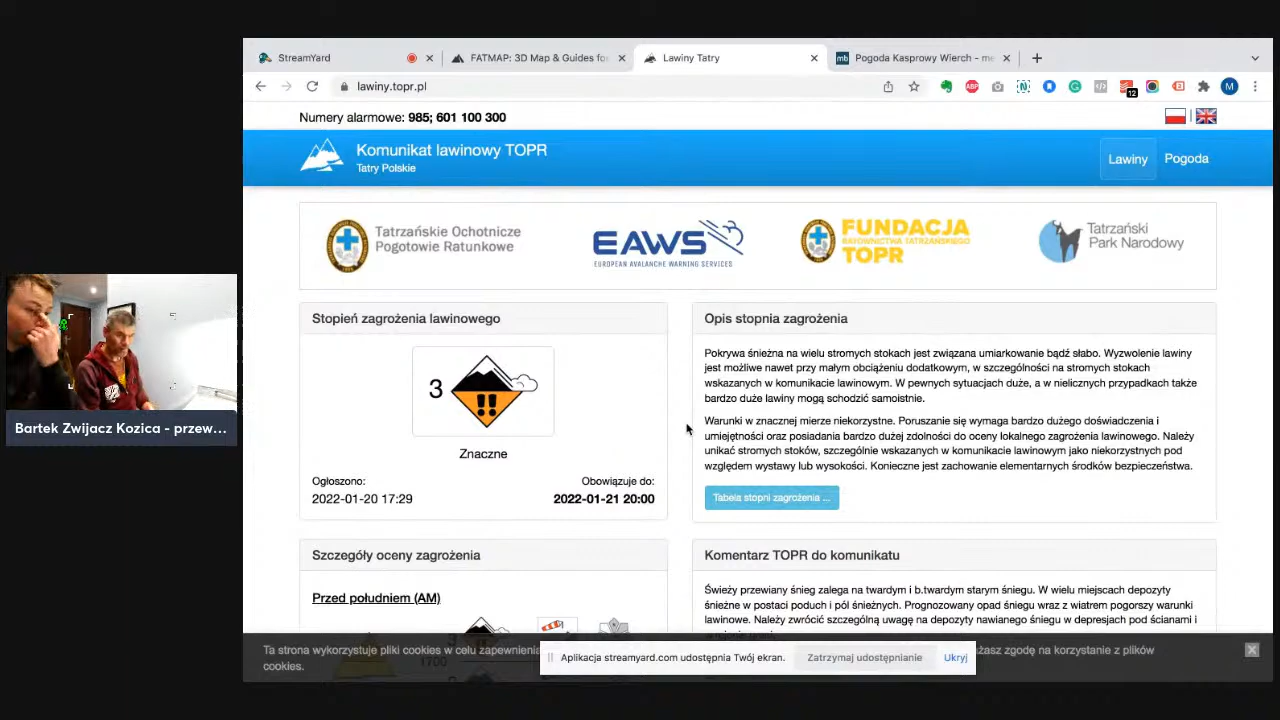 StreamYard
FATMAP: 3D Map & Guides fo
Lawiny Tatry
Pogoda Kasprowy Wierch - me
lawiny.topr.pl
12
M
Numery alarmowe: 985; 601 100 300
Komunikat lawinowy TOPR
Tatry Polskie
Lawiny
Pogoda
Tatrzańskie Ochotnicze
Pogotowie Ratunkowe
EAWS
EUROPEAN AVALANCHE WARNING SERVICES
FUNDACJA
RATOWNICTWA TATRZAŃSKIEGO
TOPR
Tatrzański
Park Narodowy
Stopień zagrożenia lawinowego
3
!!
Znaczne
Ogłoszono:
2022-01-20 17:29
Obowiązuje do:
2022-01-21 20:00
Opis stopnia zagrożenia
Pokrywa śnieżna na wielu stromych stokach jest związana umiarkowanie bądź słabo. Wyzwolenie lawiny
jest możliwe nawet przy małym obciążeniu dodatkowym, w szczególności na stromych stokach
wskazanych w komunikacie lawinowym. W pewnych sytuacjach duże, a w nielicznych przypadkach także
bardzo duże lawiny mogą schodzić samoistnie.
Warunki w znacznej mierze niekorzystne. Poruszanie się wymaga bardzo dużego doświadczenia i
umiejętności oraz posiadania bardzo dużej zdolności do oceny lokalnego zagrożenia lawinowego. Należy
unikać stromych stoków, szczególnie wskazanych w komunikacie lawinowym jako niekorzystnych pod
względem wystawy lub wysokości. Konieczne jest zachowanie elementarnych środków bezpieczeństwa.
Tabela stopni zagrożenia ...
Szczegóły oceny zagrożenia
Przed południem (AM)
3
1700
Komentarz TOPR do komunikatu
Świeży przewiany śnieg zalega na twardym i b.twardym starym śniegu. W wielu miejscach depozyty
śnieżne w postaci poduch i pól śnieżnych. Prognozowany opad śniegu wraz z wiatrem pogorszy warunki
lawinowe. Należy zwrócić szczególną uwagę na depozyty nawianego śniegu w depresjach pod ścianami i
Ta strona wykorzystuje pliki cookies w celu zapewnienia
żasz zgodę na korzystanie z plików
cookies.
Aplikacja streamyard.com udostępnia Twój ekran.
Zatrzymaj udostępnianie
Ukryj
Bartek Zwijacz Kozica - przew...